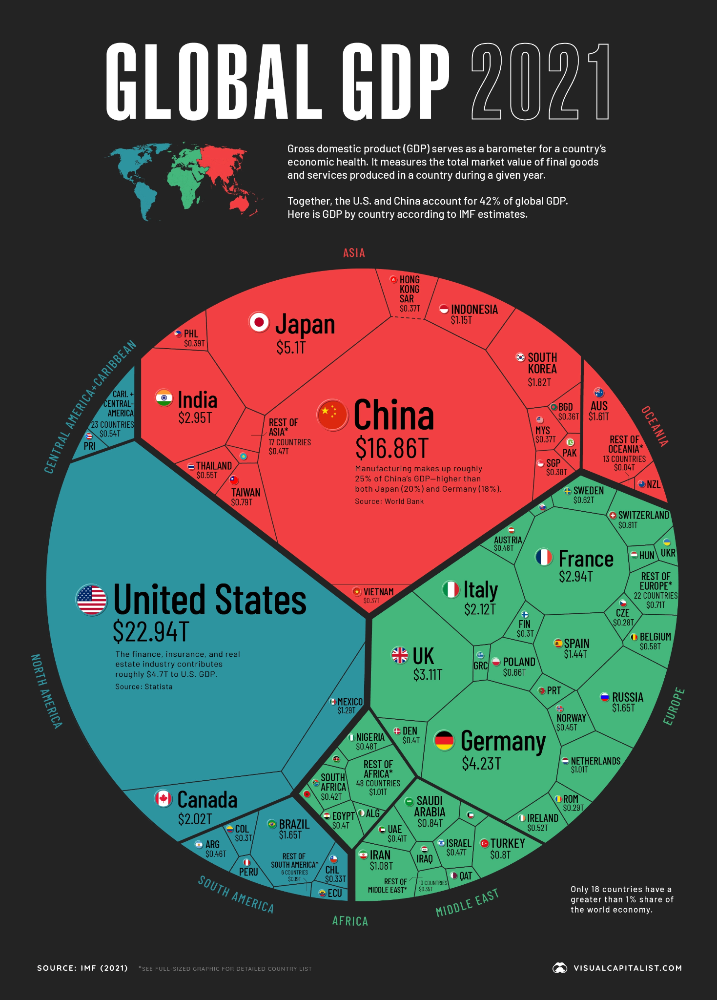 GLOBAL GDP 2021
Gross domestic product (GDP) serves as a barometer for a country's
economic health. It measures the total market value of final goods
and services produced in a country during a given year.
Together, the U.S. and China account for 42% of global GDP.
Here is GDP by country according to IMF estimates.
ASIA
HONG
KONG
SAR
$0.37T
INDONESIA
$1.15T
Japan
$5.1T
PHL
$0.39T
SOUTH
KOREA
$1.82T
India
$2.95T
China
$16.86T
Manufacturing makes up roughly
25% of China's GDP—higher than
both Japan (20%) and Germany (18%).
Source: World Bank
REST OF
ASIA*
17 COUNTRIES
$0.47T
BGD
$0.36T
MYS
$0.37T
PAK
SGP
$0.38T
THAILAND
$0.55T
TAIWAN
$0.79T
VIETNAM
$0.37T
OCEANIA
AUS
$1.61T
REST OF
OCEANIA*
13 COUNTRIES
$0.04T
NZL
CENTRAL AMERICA+CARIBBEAN
CARI. +
CENTRAL-
AMERICA
23 COUNTRIES
$0.54T
PRI
NORTH AMERICA
United States
$22.94T
The finance, insurance, and real
estate industry contributes
roughly $4.7T to U.S. GDP.
Source: Statista
MEXICO
$1.29T
Canada
$2.02T
EUROPE
SWEDEN
$0.62T
SWITZERLAND
$0.81T
AUSTRIA
$0.48T
France
$2.94T
HUN
UKR
REST OF
EUROPE*
22 COUNTRIES
$0.71T
Italy
$2.12T
FIN
$0.3T
CZE
$0.28T
BELGIUM
$0.58T
SPAIN
$1.44T
UK
$3.11T
GRC
POLAND
$0.66T
PRT
RUSSIA
$1.65T
NORWAY
$0.45T
DEN
$0.4T
Germany
$4.23T
NETHERLANDS
$1.01T
ROM
$0.29T
IRELAND
$0.52T
NIGERIA
$0.48T
REST OF
AFRICA*
48 COUNTRIES
$1.01T
SOUTH
AFRICA
$0.42T
EGYPT
$0.4T
ALG
AFRICA
SAUDI
ARABIA
$0.84T
UAE
$0.41T
ISRAEL
$0.47T
TURKEY
$0.8T
IRAN
$1.08T
IRAQ
QAT
REST OF
MIDDLE EAST*
10 COUNTRIES
$0.35T
MIDDLE EAST
COL
$0.3T
BRAZIL
$1.65T
ARG
$0.46T
PERU
REST OF
SOUTH AMERICA*
6 COUNTRIES
$0.19T
CHL
$0.33T
ECU
SOUTH AMERICA
Only 18 countries have a
greater than 1% share of
the world economy.
SOURCE: IMF (2021) *SEE FULL-SIZED GRAPHIC FOR DETAILED COUNTRY LIST
VISUALCAPITALIST.COM